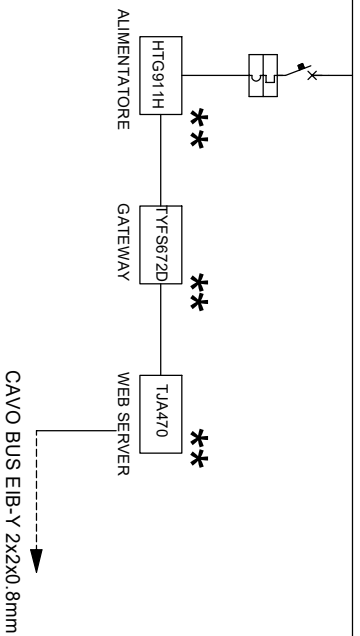 HTG911H
ALIMENTATORE
**
TYFS672D
GATEWAY
**
TJA470
WEB SERVER
**
CAVO BUS EIB-Y 2x2x0.8mm